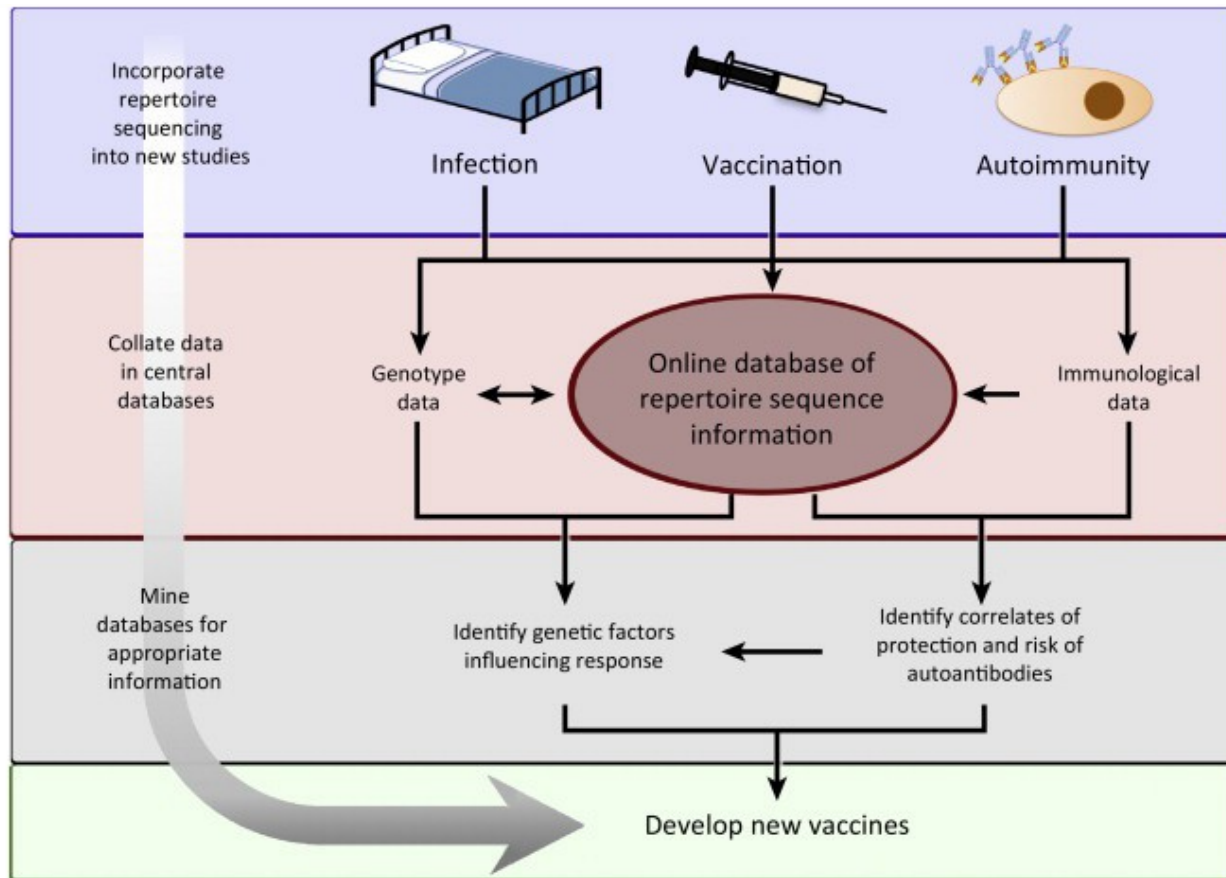 Incorporate
repertoire
sequencing
into new studies
Infection
Vaccination
Autoimmunity
Collate data
in central
databases
Genotype
data
Online database of
repertoire sequence
information
Immunological
data
Mine
databases for
appropriate
information
Identify genetic factors
influencing response
Identify correlates of
protection and risk of
autoantibodies
Develop new vaccines